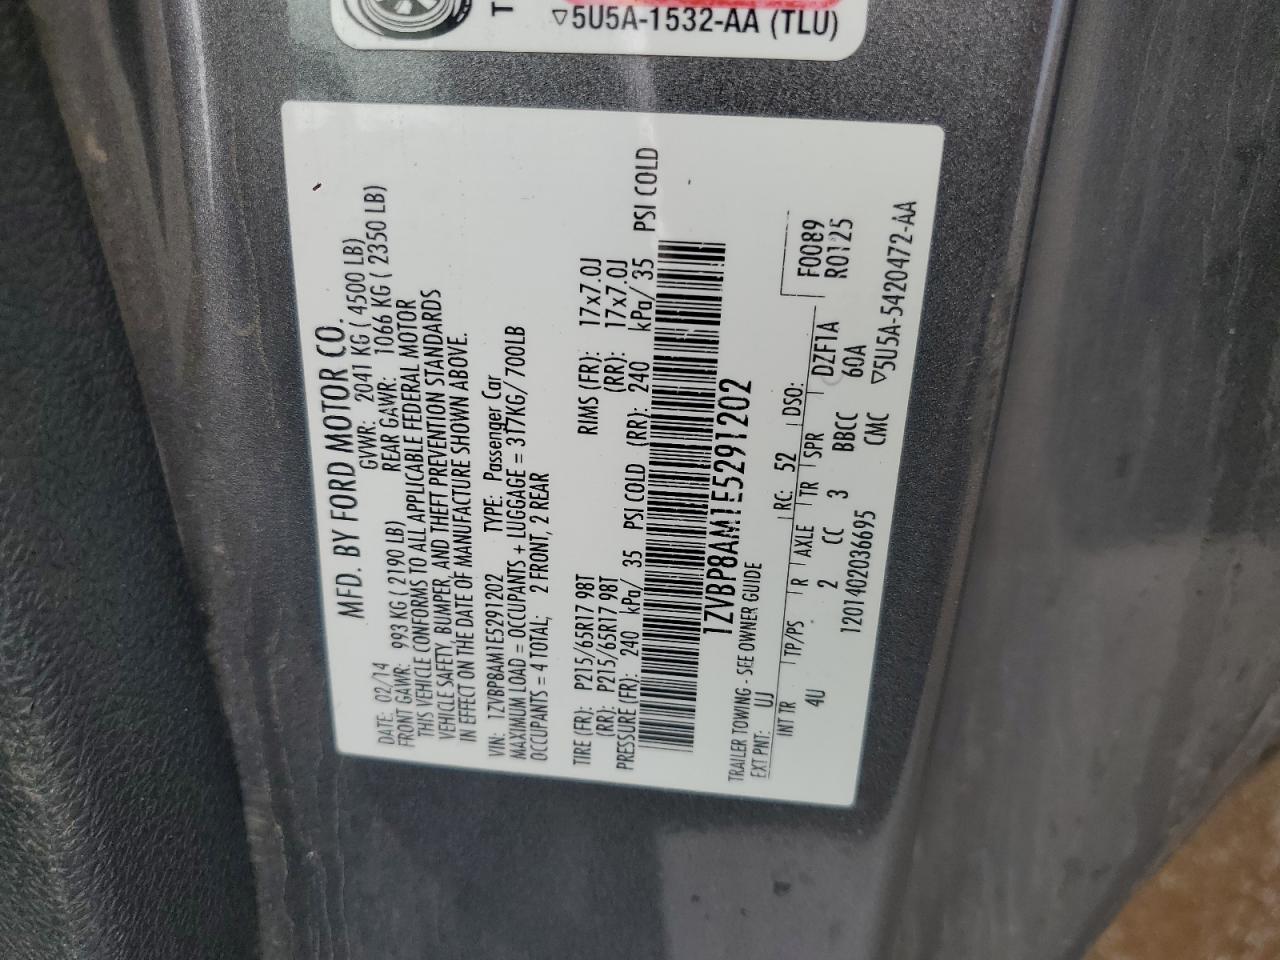 5U5A-1532-AA (TLU)
MFD. BY FORD MOTOR CO.
DATE: 02/14 GVWR: 2041 KG ( 4500 LB)
FRONT GAWR: 993 KG ( 2190 LB) REAR GAWR: 1066 KG ( 2350 LB)
THIS VEHICLE CONFORMS TO ALL APPLICABLE FEDERAL MOTOR
VEHICLE SAFETY, BUMPER, AND THEFT PREVENTION STANDARDS
IN EFFECT ON THE DATE OF MANUFACTURE SHOWN ABOVE.
VIN: 1ZVBP8AM1E5291202 TYPE: Passenger Car
MAXIMUM LOAD = OCCUPANTS + LUGGAGE = 317KG/700LB
OCCUPANTS = 4 TOTAL; 2 FRONT, 2 REAR
TIRE (FR): P215/65R17 98T RIMS (FR): 17x7.0J
(RR): P215/65R17 98T (RR): 17x7.0J
PRESSURE (FR): 240 kPa/ 35 PSI COLD (RR): 240 kPa/ 35 PSI COLD
1ZVBP8AM1E5291202
TRAILER TOWING - SEE OWNER GUIDE
EXT PNT: UJ RC: 52 DSO: F0089
INT TR TP/PS R AXLE TR SPR DZF1A R0125
4U 2 CC 3 BBCC 60A
1201402036695 CMC ▽5U5A-5420472-AA